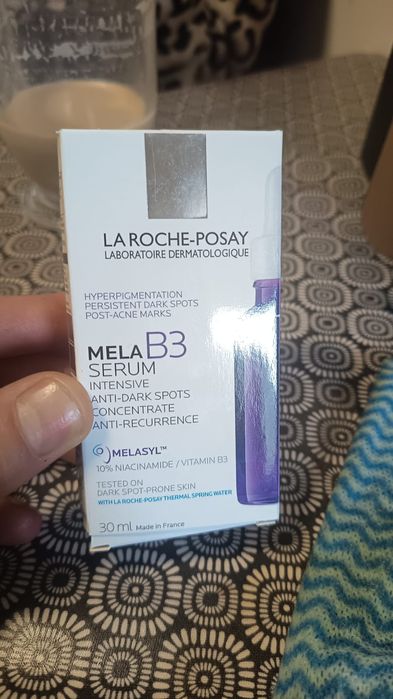 LA ROCHE-POSAY
LABORATOIRE DERMATOLOGIQUE
HYPERPIGMENTATION
PERSISTENT DARK SPOTS
POST-ACNE MARKS
MELA B3
SERUM
INTENSIVE
ANTI-DARK SPOTS
CONCENTRATE
ANTI-RECURRENCE
MELASYL™
10% NIACINAMIDE / VITAMIN B3
TESTED ON
DARK SPOT-PRONE SKIN
WITH LA ROCHE-POSAY THERMAL SPRING WATER
30 ml Made in France